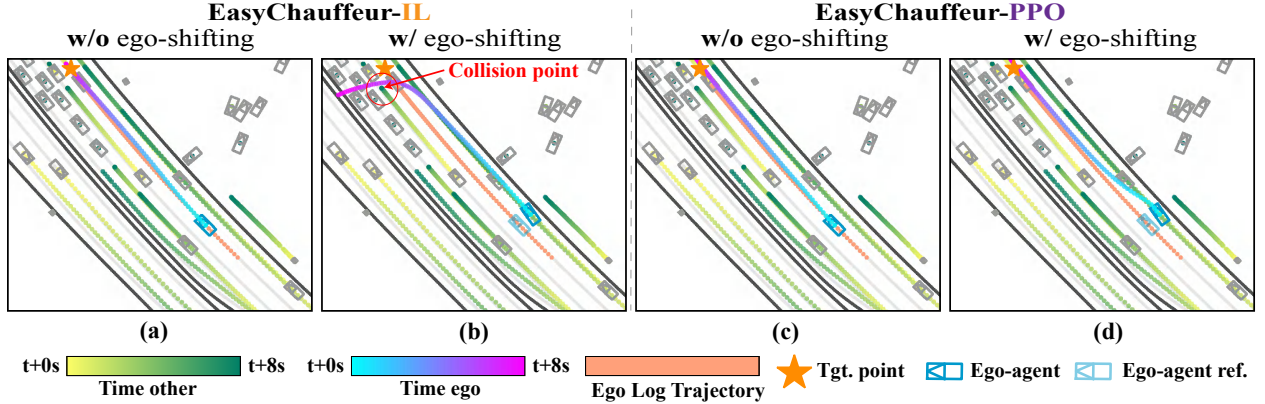 EasyChauffeur-IL
EasyChauffeur-PPO
w/o ego-shifting
w/ ego-shifting
w/o ego-shifting
w/ ego-shifting
Collision point
(a)
(b)
(c)
(d)
t+0s t+8s
Time other
t+0s t+8s
Time ego
Ego Log Trajectory
Tgt. point
Ego-agent
Ego-agent ref.